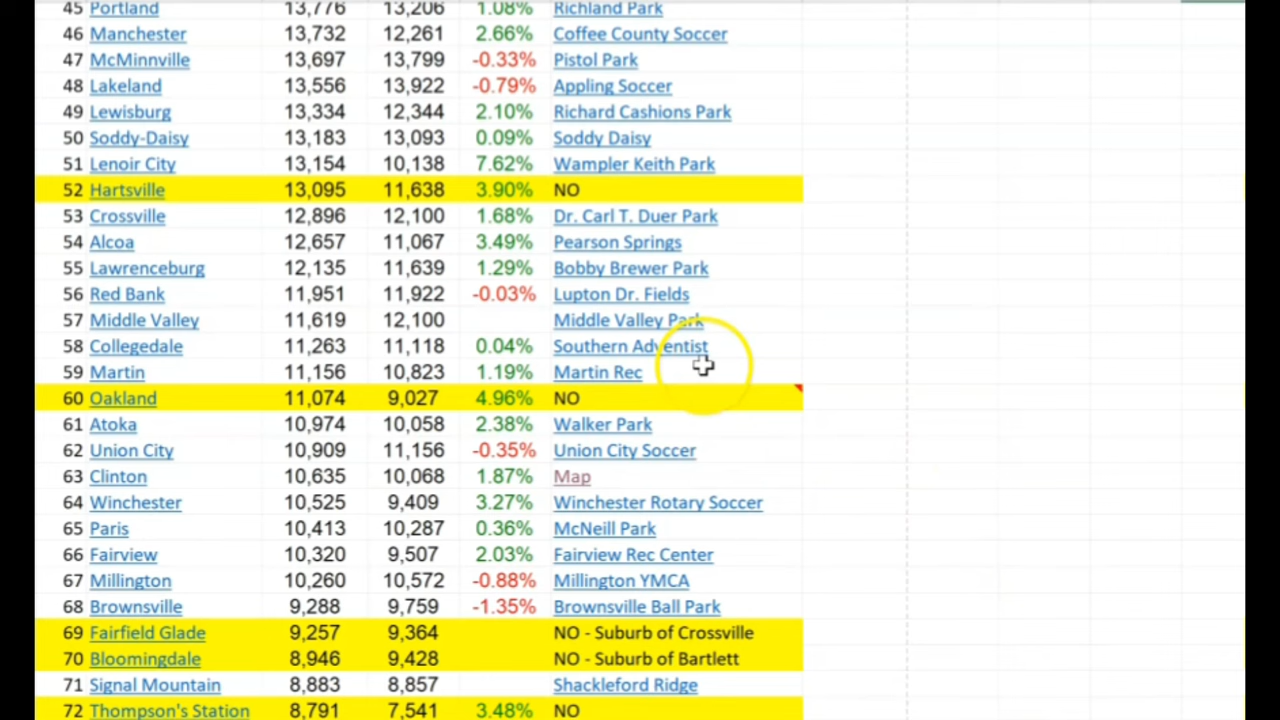 45 Portland 13,776 13,206 1.08% Richland Park
46 Manchester 13,732 12,261 2.66% Coffee County Soccer
47 McMinnville 13,697 13,799 -0.33% Pistol Park
48 Lakeland 13,556 13,922 -0.79% Appling Soccer
49 Lewisburg 13,334 12,344 2.10% Richard Cashions Park
50 Soddy-Daisy 13,183 13,093 0.09% Soddy Daisy
51 Lenoir City 13,154 10,138 7.62% Wampler Keith Park
52 Hartsville 13,095 11,638 3.90% NO
53 Crossville 12,896 12,100 1.68% Dr. Carl T. Duer Park
54 Alcoa 12,657 11,067 3.49% Pearson Springs
55 Lawrenceburg 12,135 11,639 1.29% Bobby Brewer Park
56 Red Bank 11,951 11,922 -0.03% Lupton Dr. Fields
57 Middle Valley 11,619 12,100 Middle Valley Park
58 Collegedale 11,263 11,118 0.04% Southern Adventist
59 Martin 11,156 10,823 1.19% Martin Rec
60 Oakland 11,074 9,027 4.96% NO
61 Atoka 10,974 10,058 2.38% Walker Park
62 Union City 10,909 11,156 -0.35% Union City Soccer
63 Clinton 10,635 10,068 1.87% Map
64 Winchester 10,525 9,409 3.27% Winchester Rotary Soccer
65 Paris 10,413 10,287 0.36% McNeill Park
66 Fairview 10,320 9,507 2.03% Fairview Rec Center
67 Millington 10,260 10,572 -0.88% Millington YMCA
68 Brownsville 9,288 9,759 -1.35% Brownsville Ball Park
69 Fairfield Glade 9,257 9,364 NO - Suburb of Crossville
70 Bloomingdale 8,946 9,428 NO - Suburb of Bartlett
71 Signal Mountain 8,883 8,857 Shackleford Ridge
72 Thompson's Station 8,791 7,541 3.48% NO